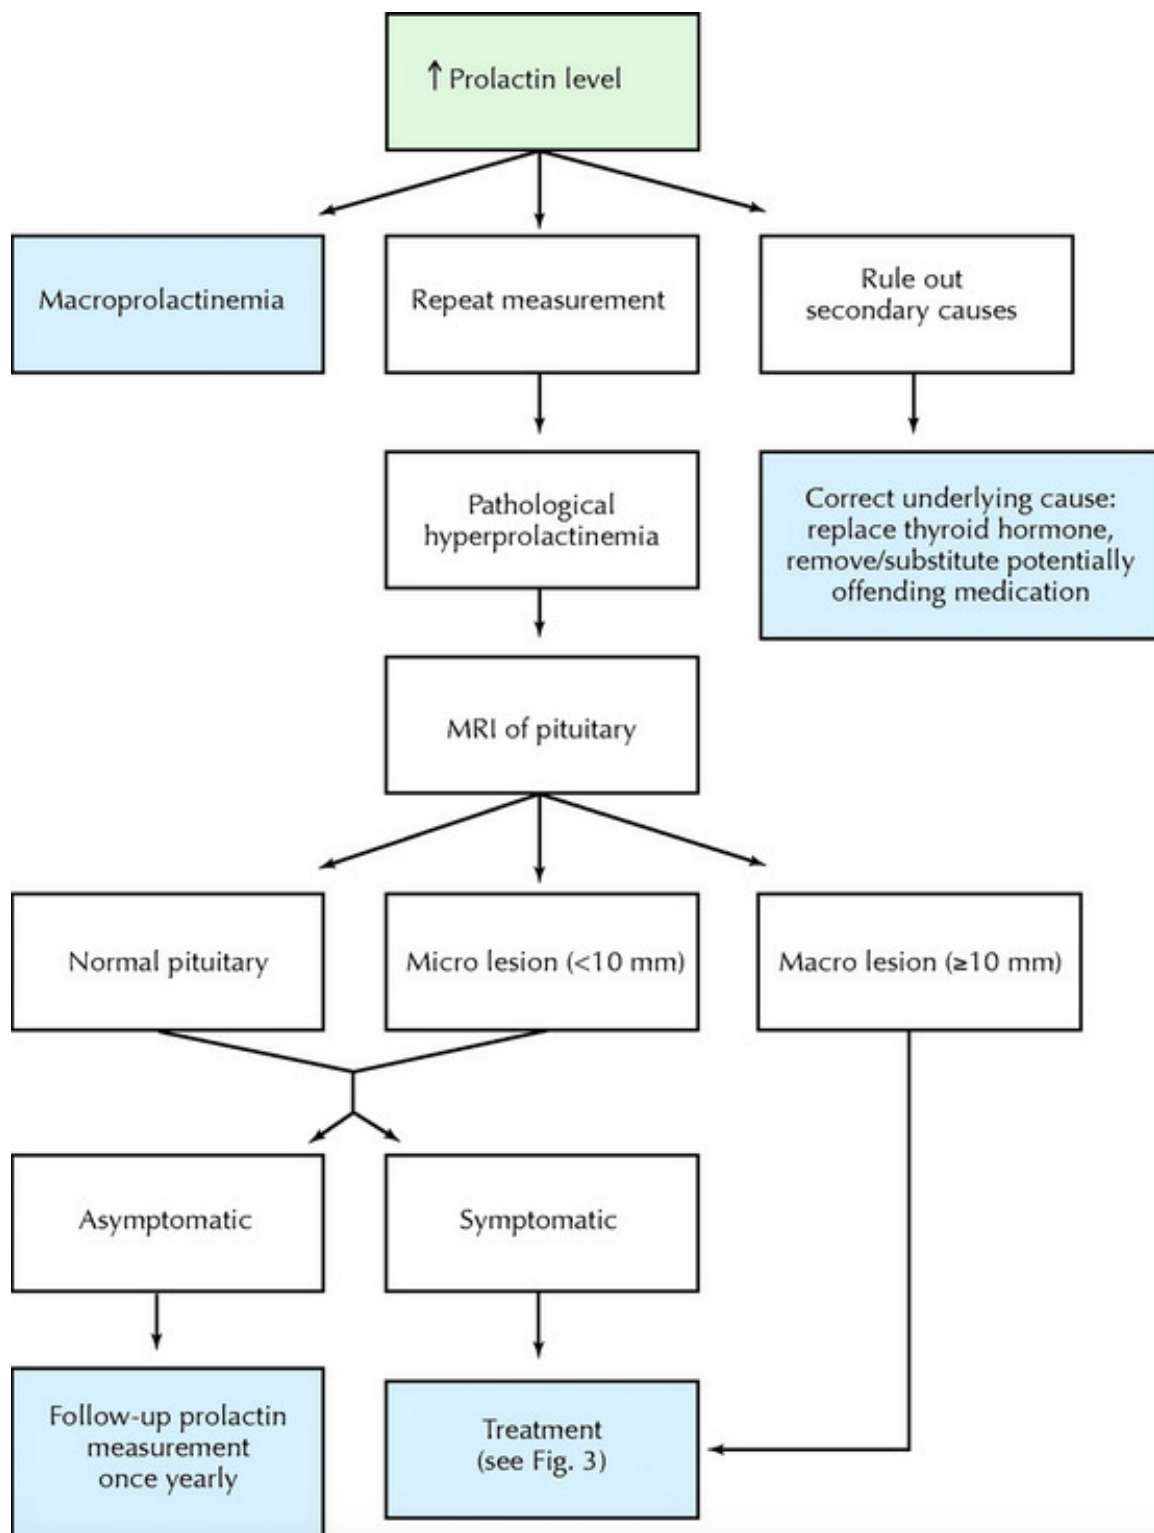 ↑ Prolactin level
Macroprolactinemia
Repeat measurement
Rule out
secondary causes
Pathological
hyperprolactinemia
Correct underlying cause:
replace thyroid hormone,
remove/substitute potentially
offending medication
MRI of pituitary
Normal pituitary
Micro lesion (<10 mm)
Macro lesion (≥10 mm)
Asymptomatic
Symptomatic
Follow-up prolactin
measurement
once yearly
Treatment
(see Fig. 3)